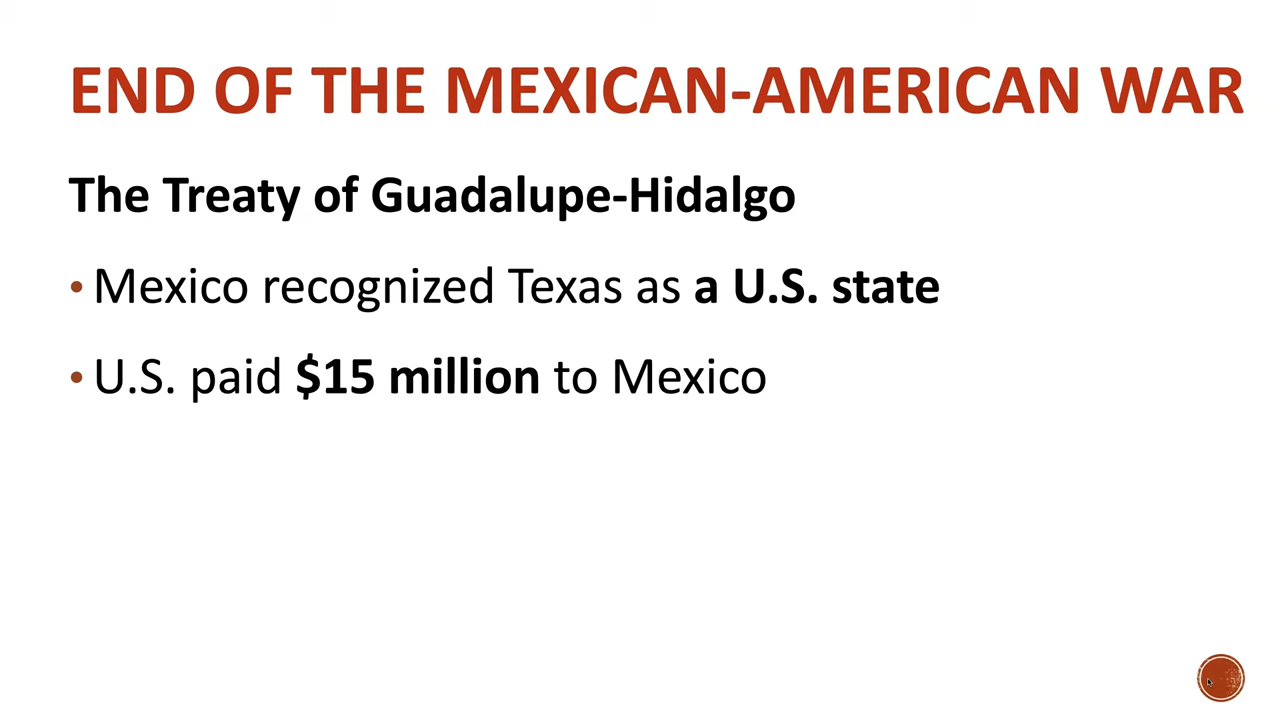 END OF THE MEXICAN-AMERICAN WAR
The Treaty of Guadalupe-Hidalgo
• Mexico recognized Texas as a U.S. state
• U.S. paid $15 million to Mexico